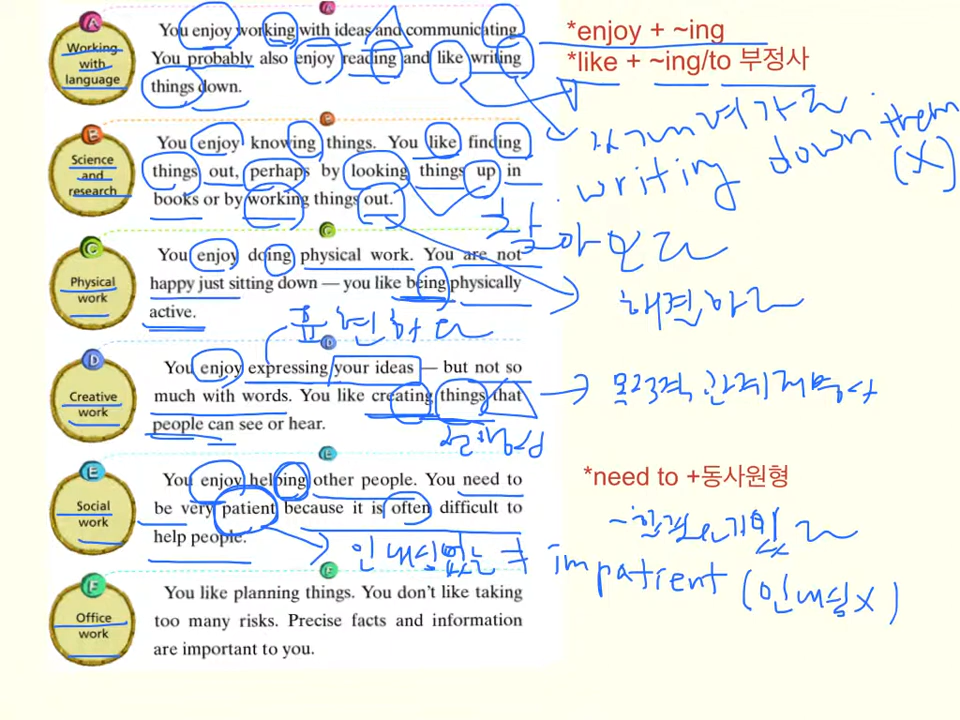 A
Working
with
language
You enjoy working with ideas and communicating.
You probably also enjoy reading and like writing
things down.
*enjoy + ~ing
*like + ~ing/to 부정사
writing down them
(X)
B
Science
and
research
You enjoy knowing things. You like finding
things out, perhaps by looking things up in
books or by working things out.
찾아보다
해결하다
C
Physical
work
You enjoy doing physical work. You are not
happy just sitting down — you like being physically
active.
표현하다
D
Creative
work
You enjoy expressing your ideas — but not so
much with words. You like creating things that
people can see or hear.
목적격 관계대명사
선행사
E
Social
work
You enjoy helping other people. You need to
be very patient because it is often difficult to
help people.
*need to +동사원형
인내심있는 ≠ impatient (인내심X)
F
Office
work
You like planning things. You don't like taking
too many risks. Precise facts and information
are important to you.